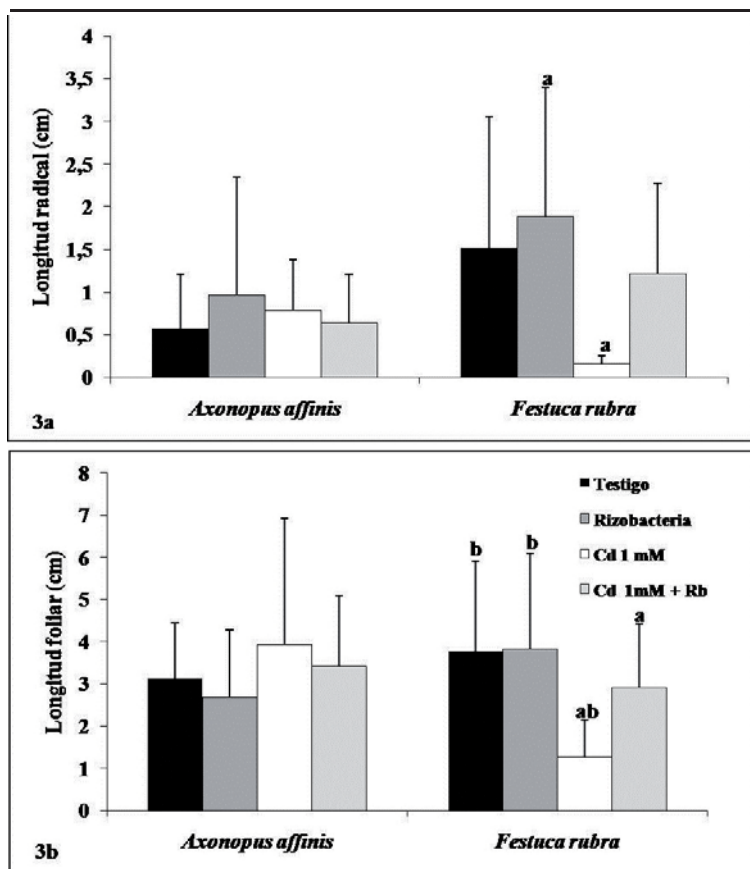 4
3,5
3
2,5
2
1,5
1
0,5
0
Longitud radical (cm)
a
a
Axonopus affinis Festuca rubra
3a
8
7
6
5
4
3
2
1
0
Longitud foliar (cm)
Testigo
Rizobacteria
Cd 1 mM
Cd 1mM + Rb
b b
a
ab
Axonopus affinis Festuca rubra
3b